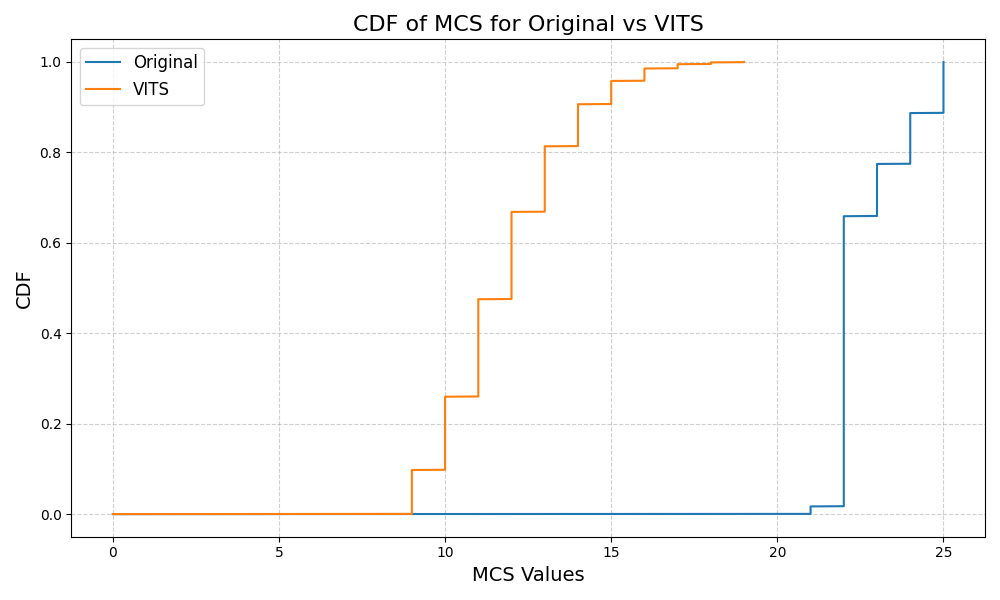 CDF of MCS for Original vs VITS
Original
VITS
CDF
1.0
0.8
0.6
0.4
0.2
0.0
0 5 10 15 20 25
MCS Values